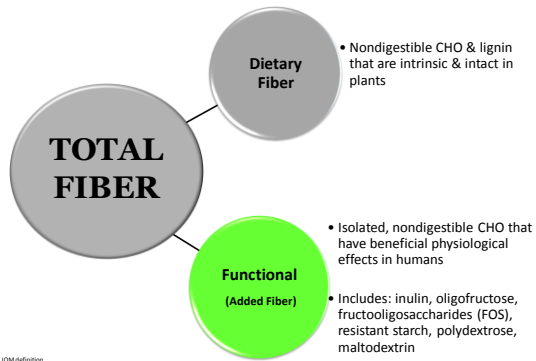 Dietary
Fiber
• Nondigestible CHO & lignin
that are intrinsic & intact in
plants
TOTAL
FIBER
Functional
(Added Fiber)
• Isolated, nondigestible CHO that
have beneficial physiological
effects in humans
• Includes: inulin, oligofructose,
fructooligosaccharides (FOS),
resistant starch, polydextrose,
maltodextrin
IOM definition